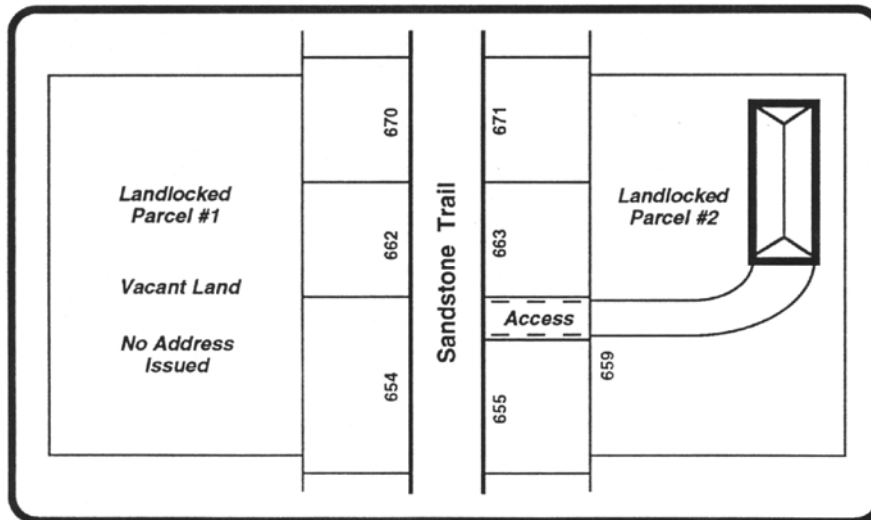 Landlocked
Parcel #1
Vacant Land
No Address
Issued
670
662
654
Sandstone Trail
671
663
Access
655
659
Landlocked
Parcel #2